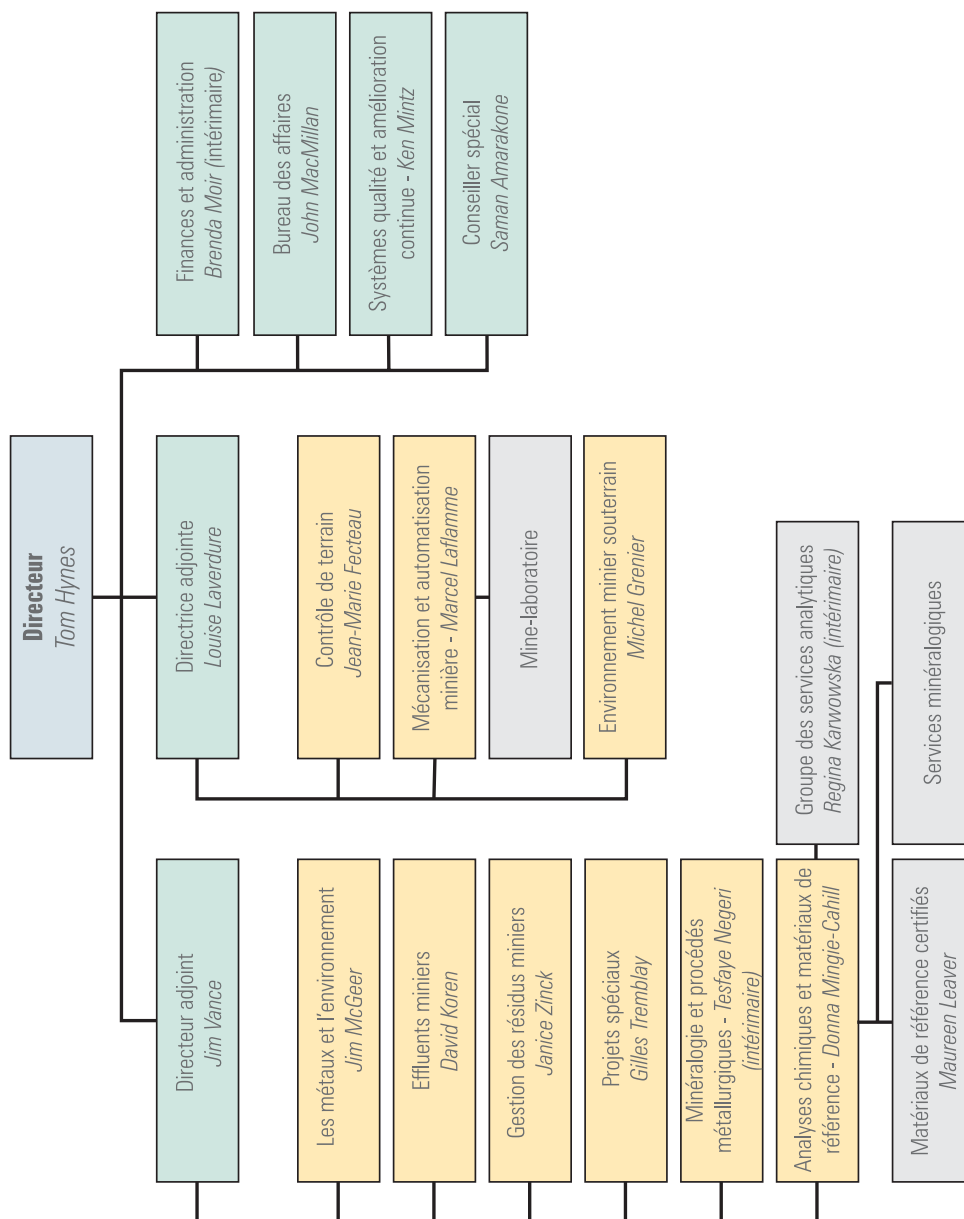 Directeur
Tom Hynes
Directeur adjoint
Jim Vance
Directrice adjointe
Louise Laverdure
Finances et administration
Brenda Moir (intérimaire)
Bureau des affaires
John MacMillan
Systèmes qualité et amélioration
continue - Ken Mintz
Conseiller spécial
Saman Amarakone
Les métaux et l'environnement
Jim McGeer
Effluents miniers
David Koren
Gestion des résidus miniers
Janice Zinck
Projets spéciaux
Gilles Tremblay
Minéralogie et procédés
métallurgiques - Tesfaye Negeri
(intérimaire)
Analyses chimiques et matériaux de
référence - Donna Mingie-Cahill
Groupe des services analytiques
Regina Karwowska (intérimaire)
Matériaux de référence certifiés
Maureen Leaver
Services minéralogiques
Contrôle de terrain
Jean-Marie Fecteau
Mécanisation et automatisation
minière - Marcel Laflamme
Mine-laboratoire
Environnement minier souterrain
Michel Grenier